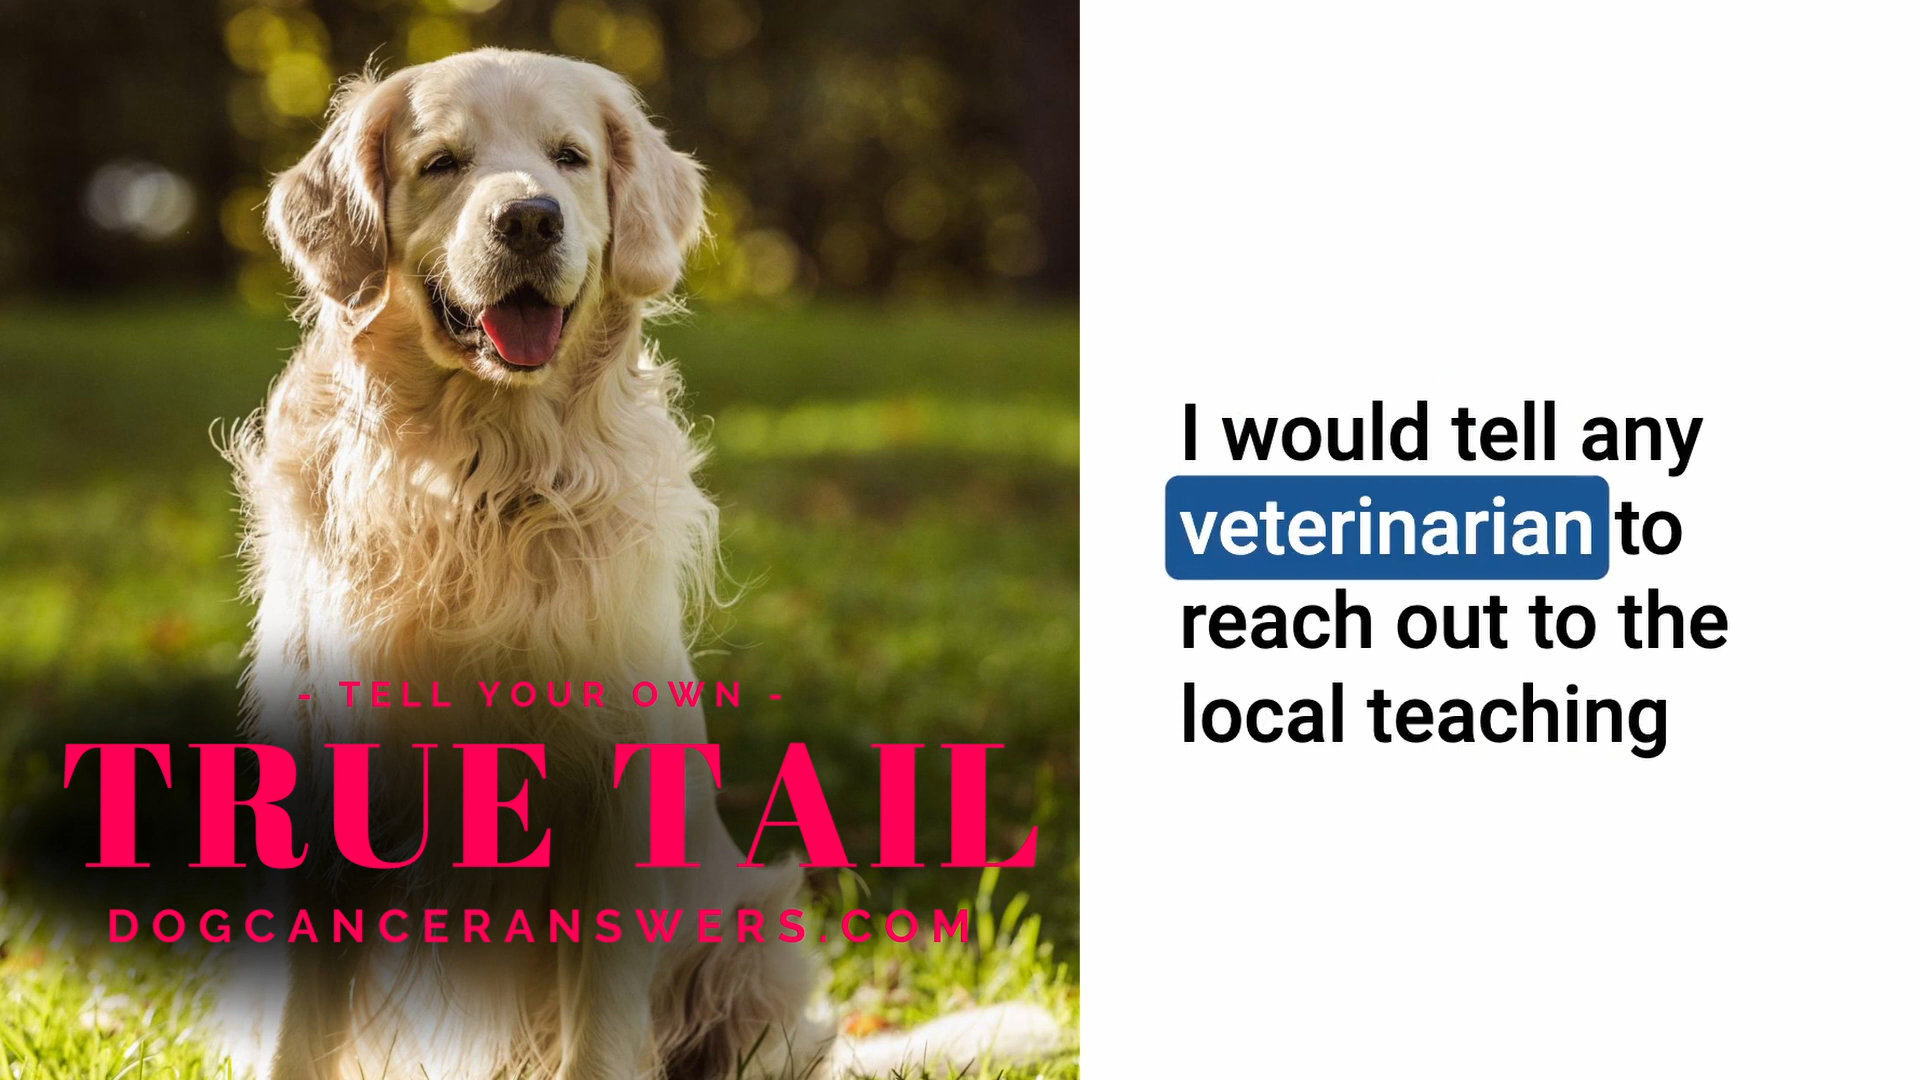 - TELL YOUR OWN -
TRUE TAIL
DOGCANCERANSWERS.COM
I would tell any
veterinarian to
reach out to the
local teaching